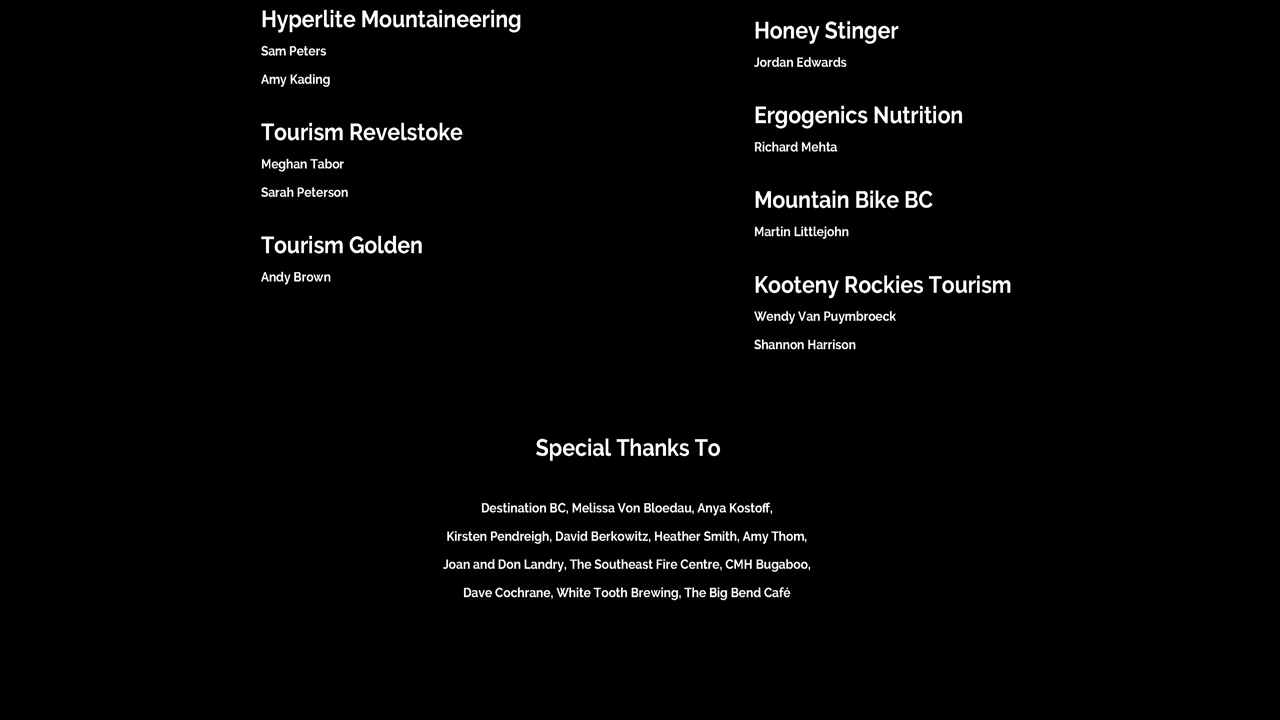 Hyperlite Mountaineering
Sam Peters
Amy Kading
Tourism Revelstoke
Meghan Tabor
Sarah Peterson
Tourism Golden
Andy Brown
Honey Stinger
Jordan Edwards
Ergogenics Nutrition
Richard Mehta
Mountain Bike BC
Martin Littlejohn
Kooteny Rockies Tourism
Wendy Van Puymbroeck
Shannon Harrison
Special Thanks To
Destination BC, Melissa Von Bloedau, Anya Kostoff,
Kirsten Pendreigh, David Berkowitz, Heather Smith, Amy Thom,
Joan and Don Landry, The Southeast Fire Centre, CMH Bugaboo,
Dave Cochrane, White Tooth Brewing, The Big Bend Café